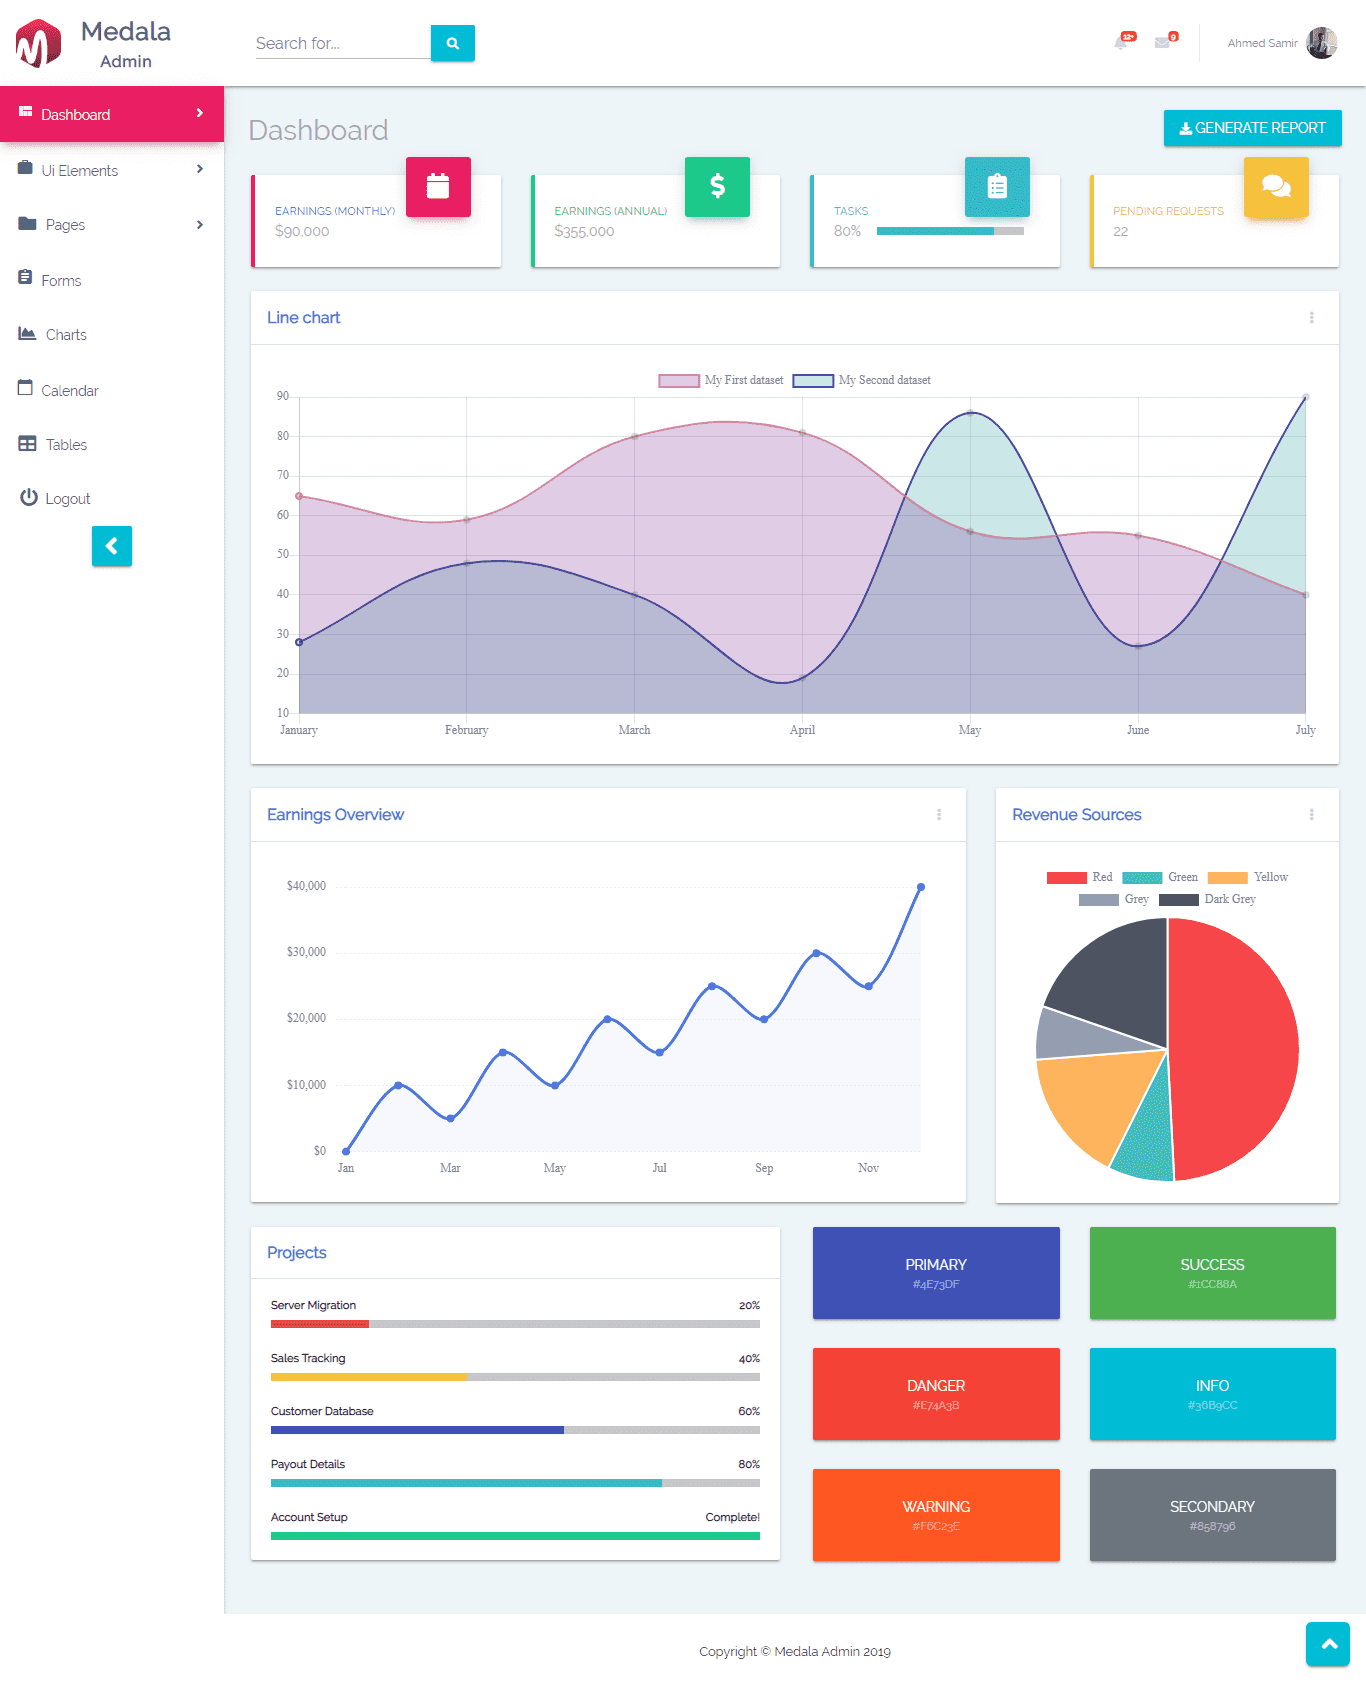 Medala
Admin
Search for...
12+
9
Ahmed Samir
Dashboard
Ui Elements
Pages
Forms
Charts
Calendar
Tables
Logout
Dashboard
GENERATE REPORT
EARNINGS (MONTHLY)
$90,000
EARNINGS (ANNUAL)
$355,000
TASKS
80%
PENDING REQUESTS
22
Line chart
My First dataset My Second dataset
90
80
70
60
50
40
30
20
10
January February March April May June July
Earnings Overview
$40,000
$30,000
$20,000
$10,000
$0
Jan Mar May Jul Sep Nov
Revenue Sources
Red Green Yellow
Grey Dark Grey
Projects
Server Migration 20%
Sales Tracking 40%
Customer Database 60%
Payout Details 80%
Account Setup Complete!
PRIMARY
#4E73DF
SUCCESS
#1CC88A
DANGER
#E74A3B
INFO
#36B9CC
WARNING
#F6C23E
SECONDARY
#858796
Copyright © Medala Admin 2019